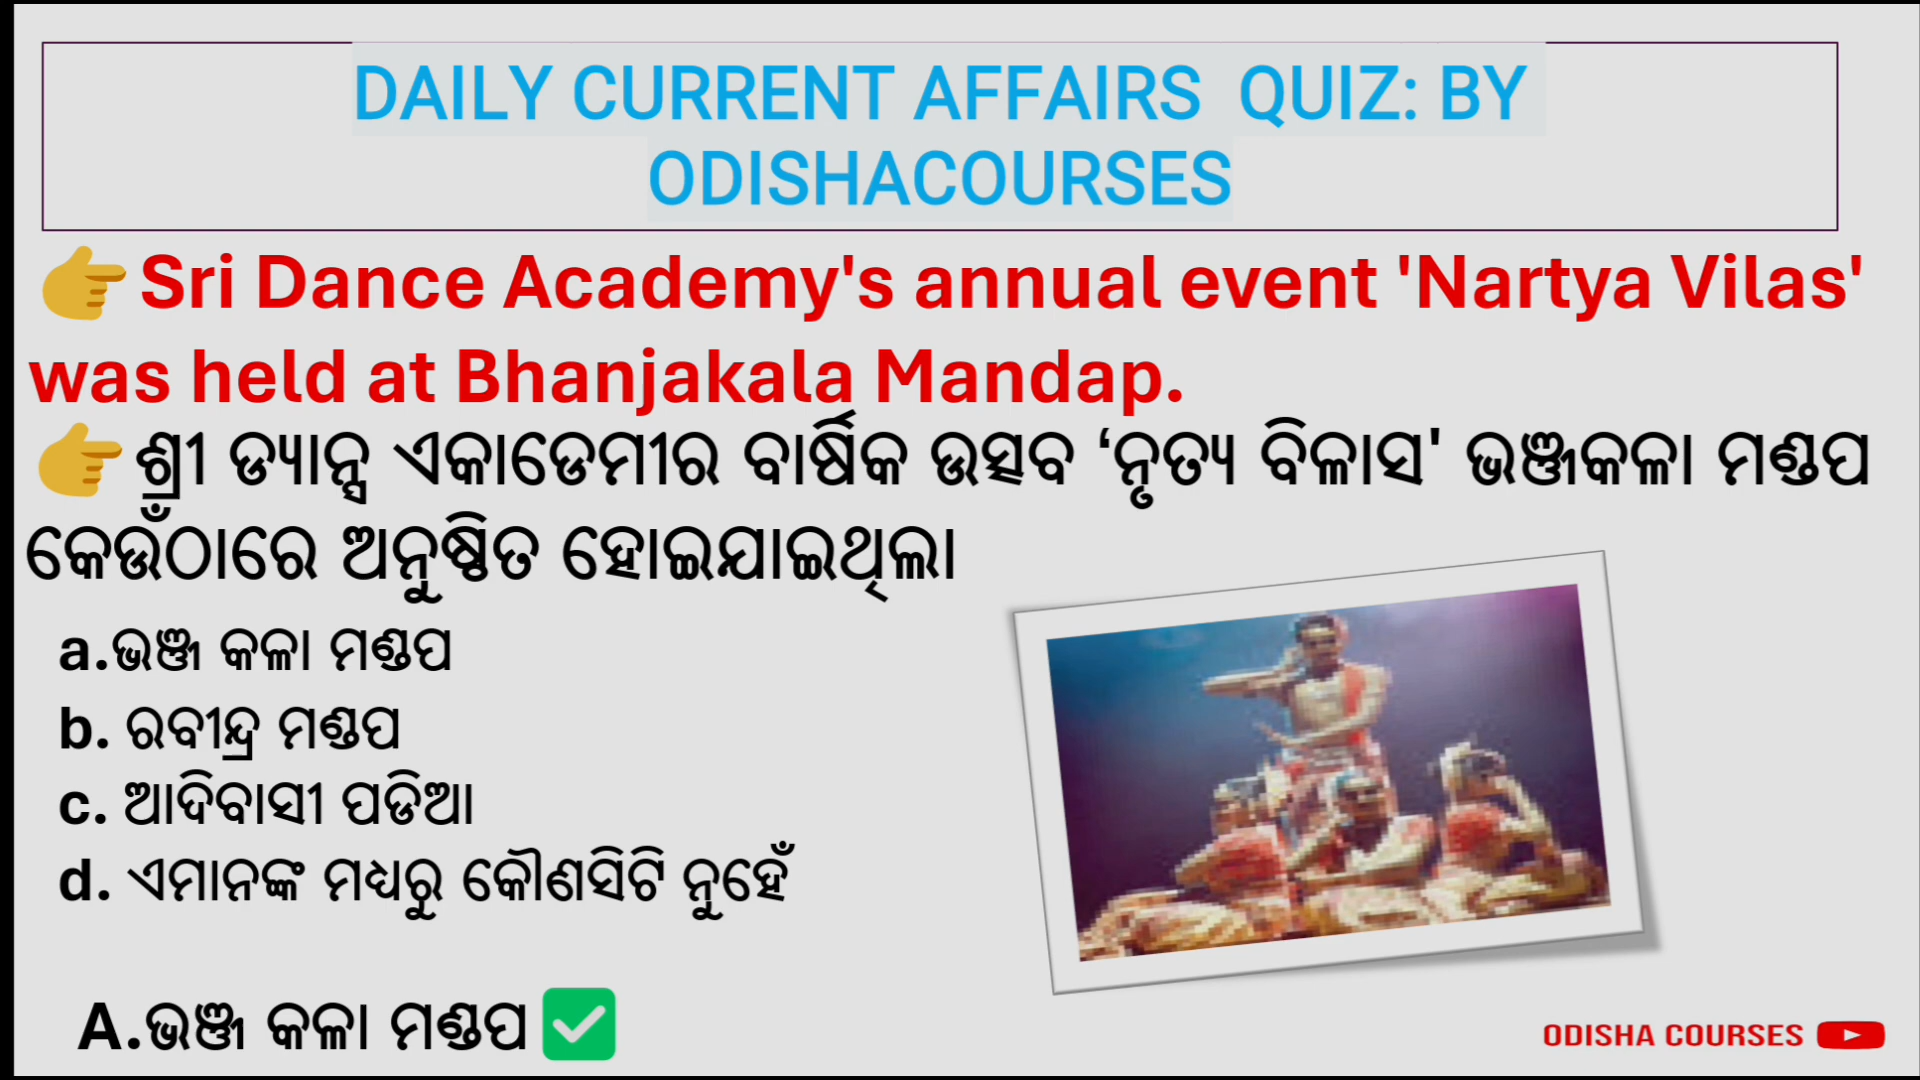 DAILY CURRENT AFFAIRS QUIZ: BY
ODISHACOURSES
👉Sri Dance Academy's annual event 'Nartya Vilas'
was held at Bhanjakala Mandap.
👉ଶ୍ରୀ ଡ୍ୟାନ୍ସ ଏକାଡେମୀର ବାର୍ଷିକ ଉତ୍ସବ ‘ନୃତ୍ୟ ବିଳାସ' ଭଞ୍ଜକଳା ମଣ୍ଡପ
କେଉଁଠାରେ ଅନୁଷ୍ଠିତ ହୋଇଯାଇଥିଲା
a.ଭଞ୍ଜ କଳା ମଣ୍ଡପ
b. ରବୀନ୍ଦ୍ର ମଣ୍ଡପ
c. ଆଦିବାସୀ ପଡିଆ
d. ଏମାନଙ୍କ ମଧ୍ୟରୁ କୌଣସିଟି ନୁହେଁ
A.ଭଞ୍ଜ କଳା ମଣ୍ଡପ ✅
ODISHA COURSES